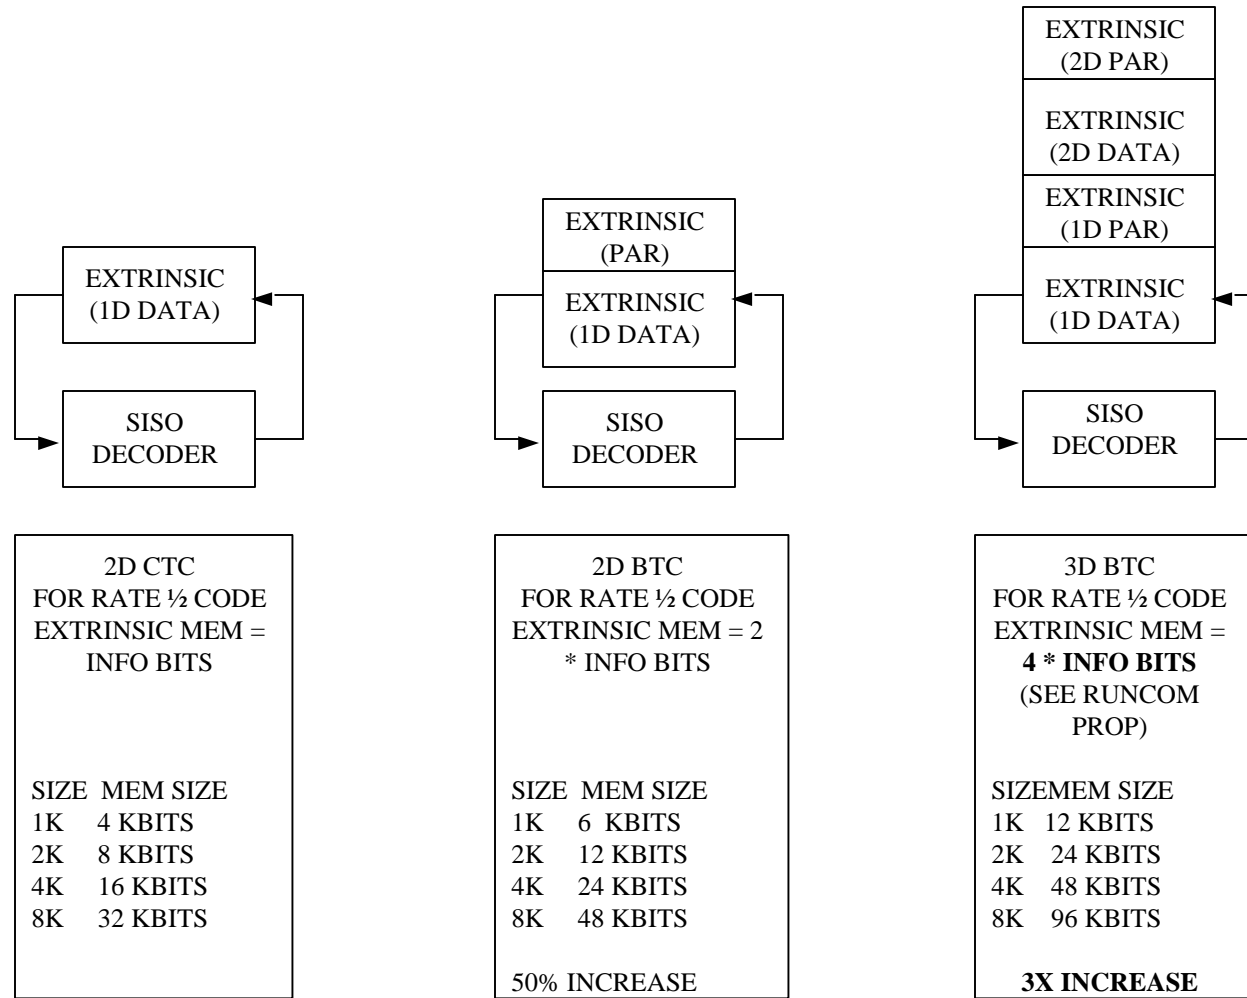 EXTRINSIC
(1D DATA)
SISO
DECODER
2D CTC
FOR RATE ½ CODE
EXTRINSIC MEM =
INFO BITS
SIZE MEM SIZE
1K 4 KBITS
2K 8 KBITS
4K 16 KBITS
8K 32 KBITS
EXTRINSIC
(PAR)
EXTRINSIC
(1D DATA)
SISO
DECODER
2D BTC
FOR RATE ½ CODE
EXTRINSIC MEM = 2
* INFO BITS
SIZE MEM SIZE
1K 6 KBITS
2K 12 KBITS
4K 24 KBITS
8K 48 KBITS
50% INCREASE
EXTRINSIC
(2D PAR)
EXTRINSIC
(2D DATA)
EXTRINSIC
(1D PAR)
EXTRINSIC
(1D DATA)
SISO
DECODER
3D BTC
FOR RATE ½ CODE
EXTRINSIC MEM =
4 * INFO BITS
(SEE RUNCOM
PROP)
SIZEMEM SIZE
1K 12 KBITS
2K 24 KBITS
4K 48 KBITS
8K 96 KBITS
3X INCREASE